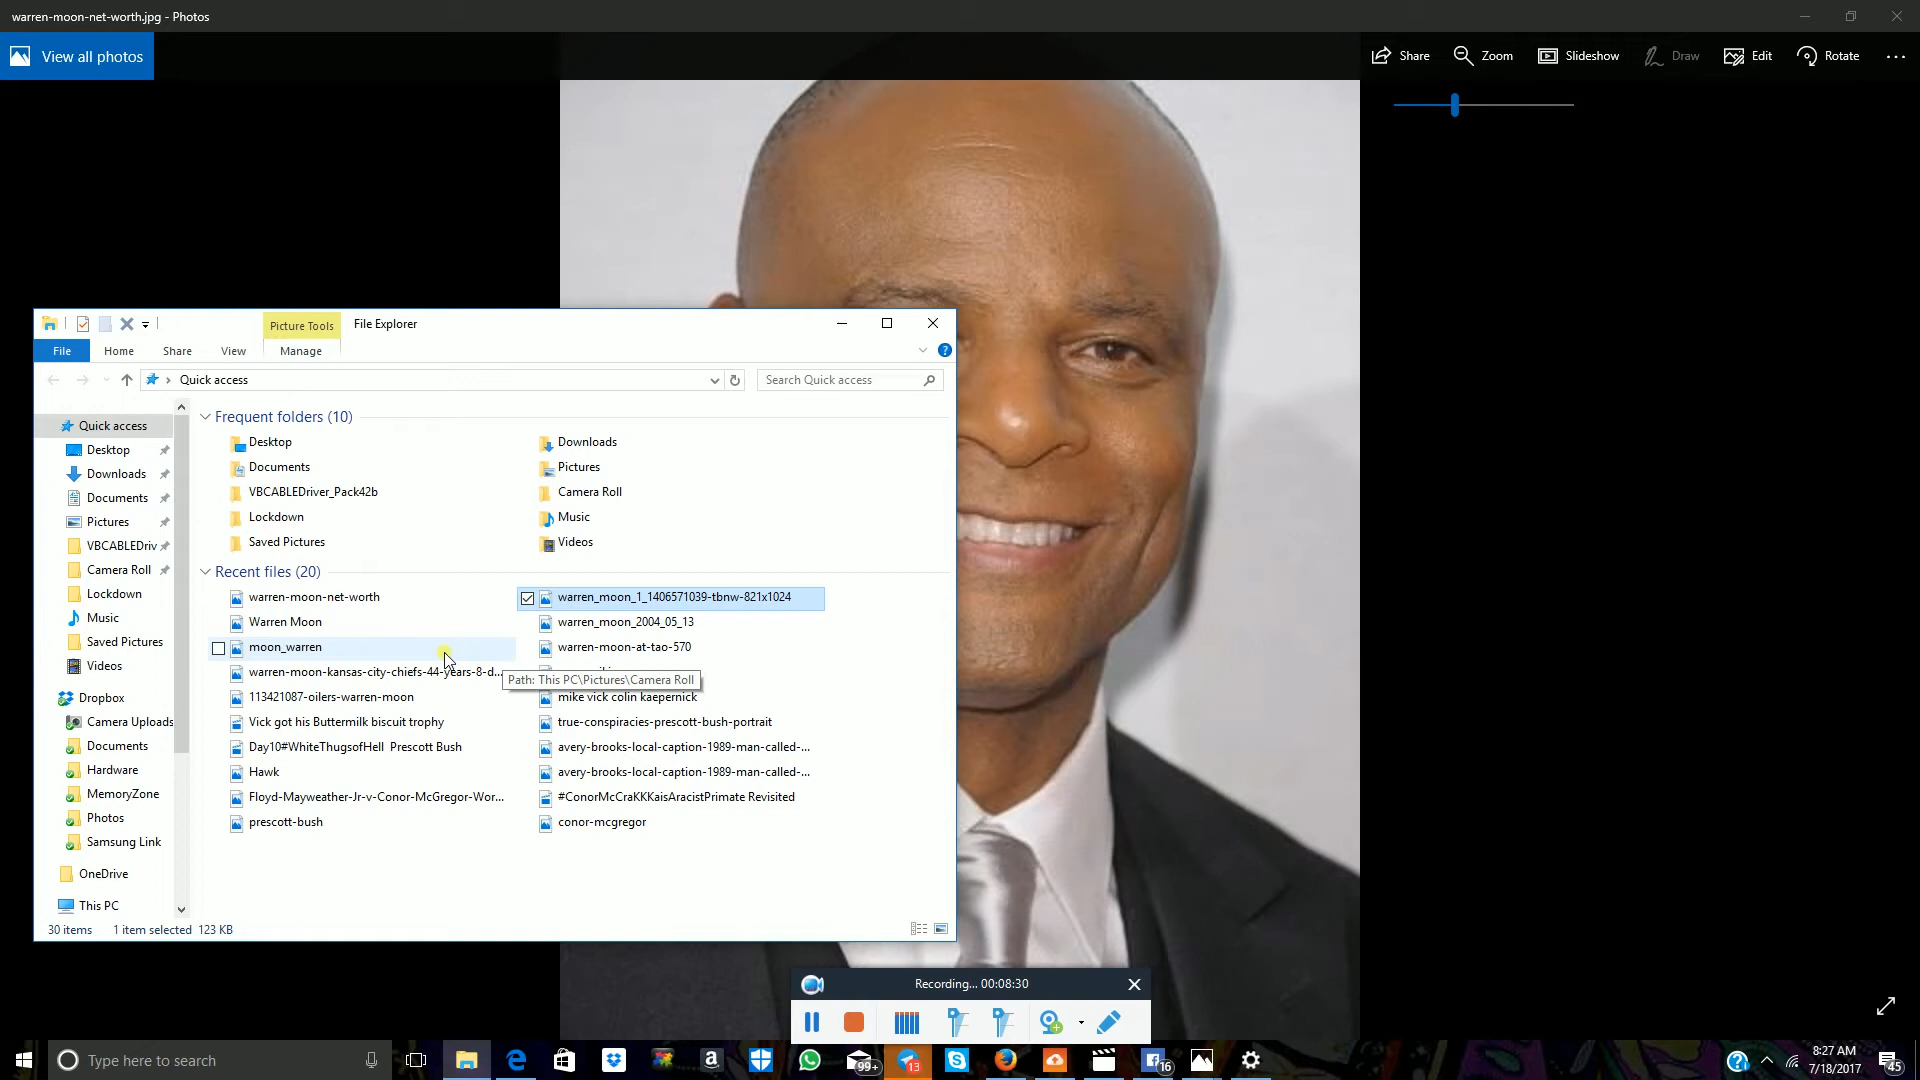 warren-moon-net-worth.jpg - Photos
View all photos
Share
Zoom
Slideshow
Draw
Edit
Rotate
Picture Tools
File Explorer
File
Home
Share
View
Manage
Quick access
Search Quick access
Quick access
Desktop
Downloads
Documents
Pictures
VBCABLEDriv
Camera Roll
Lockdown
Music
Saved Pictures
Videos
Dropbox
Camera Uploads
Documents
Hardware
MemoryZone
Photos
Samsung Link
OneDrive
This PC
Frequent folders (10)
Desktop
Downloads
Documents
Pictures
VBCABLEDriver_Pack42b
Camera Roll
Lockdown
Music
Saved Pictures
Videos
Recent files (20)
warren-moon-net-worth
warren_moon_1_1406571039-tbnw-821x1024
Warren Moon
warren_moon_2004_05_13
moon_warren
warren-moon-at-tao-570
warren-moon-kansas-city-chiefs-44-years-8-d...
Path: This PC\Pictures\Camera Roll
113421087-oilers-warren-moon
mike vick colin kaepernick
Vick got his Buttermilk biscuit trophy
true-conspiracies-prescott-bush-portrait
Day10#WhiteThugsofHell Prescott Bush
avery-brooks-local-caption-1989-man-called-...
Hawk
avery-brooks-local-caption-1989-man-called-...
Floyd-Mayweather-Jr-v-Conor-McGregor-Wor...
#ConorMcCraKKKaisAracistPrimate Revisited
prescott-bush
conor-mcgregor
30 items
1 item selected 123 KB
Recording... 00:08:30
Type here to search
99+
13
16
8:27 AM
7/18/2017
45